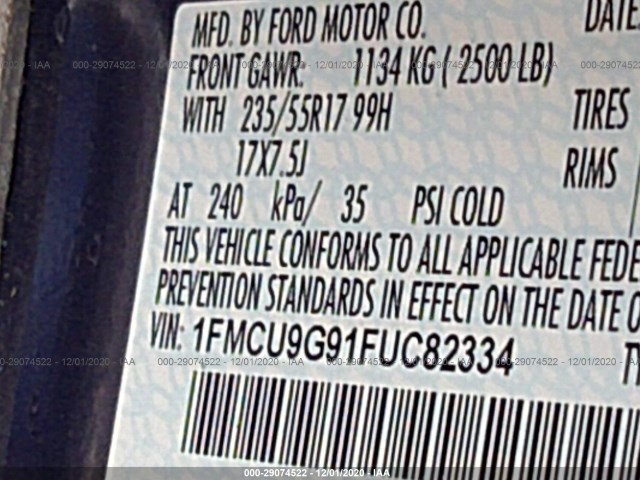 MFD. BY FORD MOTOR CO.
DATE:
FRONT GAWR: 1134 KG ( 2500 LB)
WITH 235/55R17 99H TIRES
17X7.5J RIMS
AT 240 kPa/ 35 PSI COLD
THIS VEHICLE CONFORMS TO ALL APPLICABLE FEDE
PREVENTION STANDARDS IN EFFECT ON THE DATE O
VIN: 1FMCU9G91FUC82334
000-29074522 - 12/01/2020 - IAA